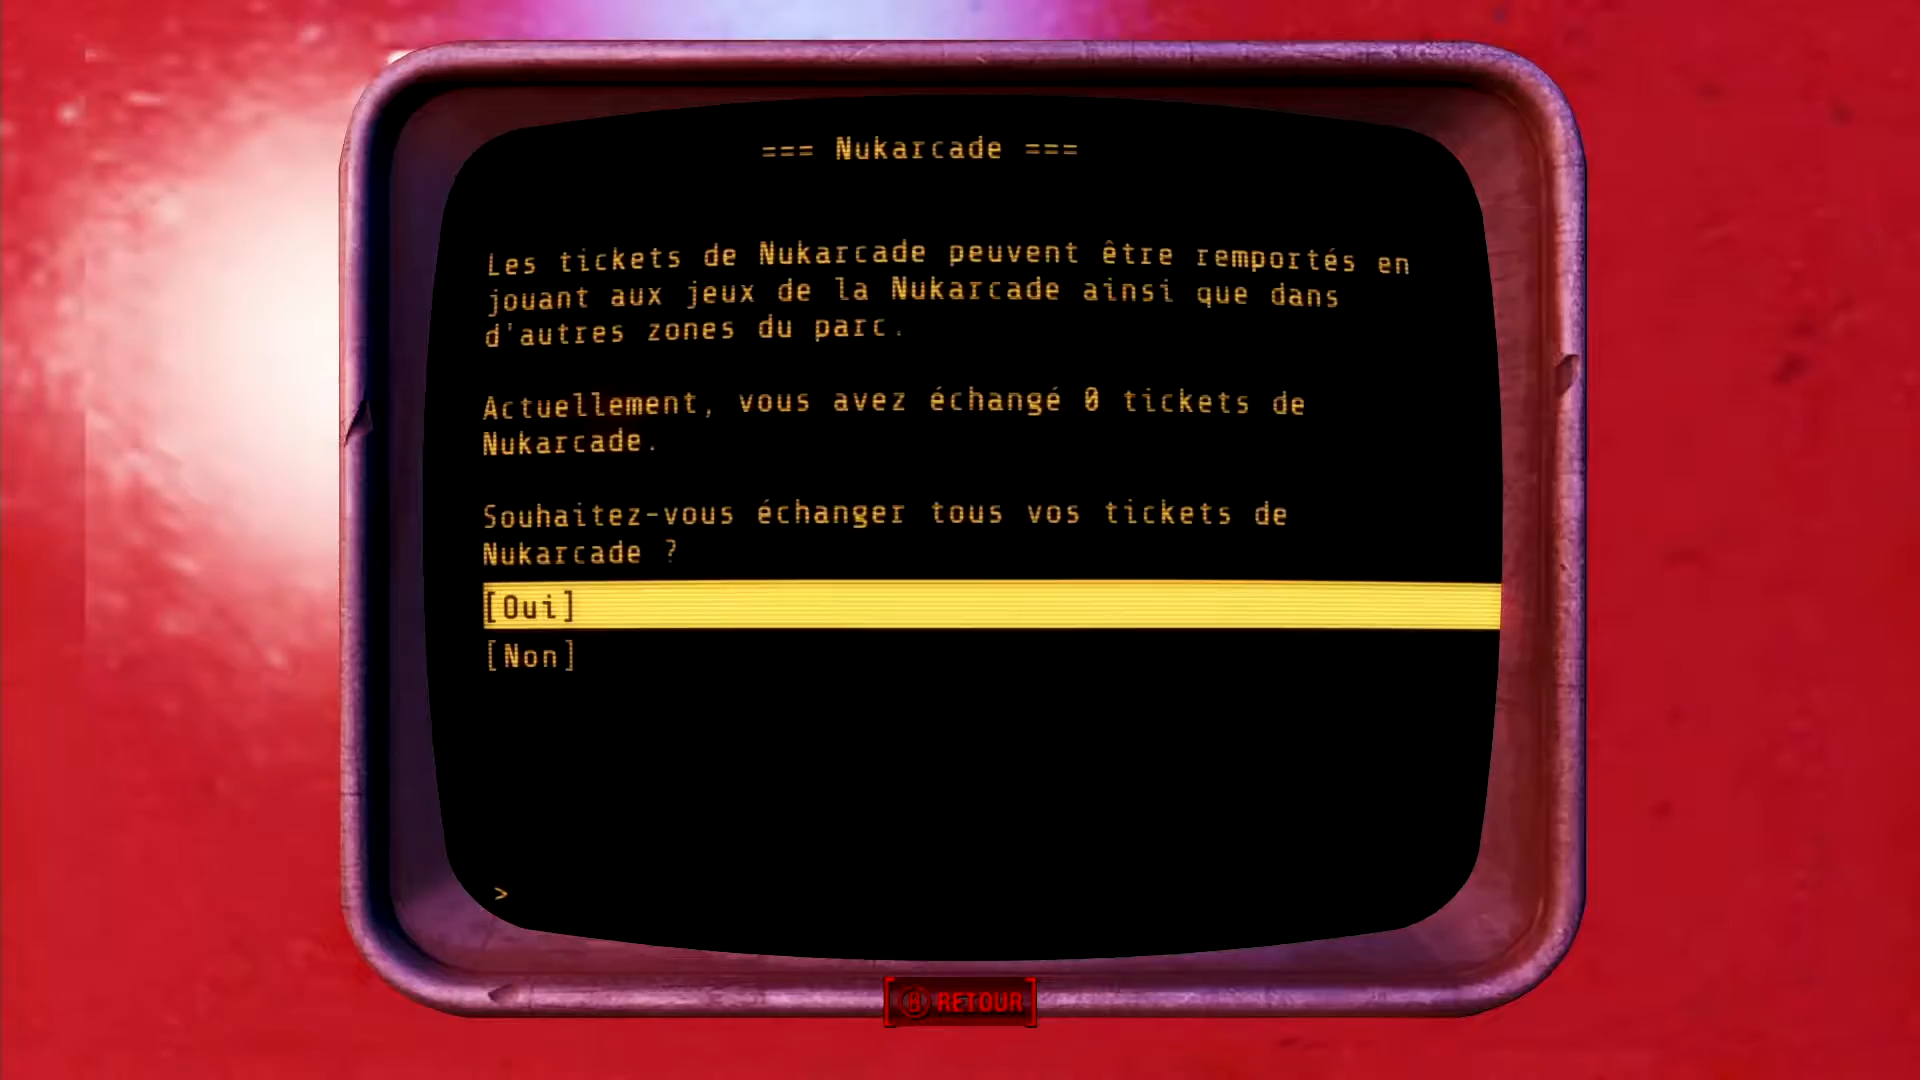 === Nukarcade ===
Les tickets de Nukarcade peuvent être remportés en
jouant aux jeux de la Nukarcade ainsi que dans
d'autres zones du parc.
Actuellement, vous avez échangé 0 tickets de
Nukarcade.
Souhaitez-vous échanger tous vos tickets de
Nukarcade ?
[Oui]
[Non]
>
RETOUR